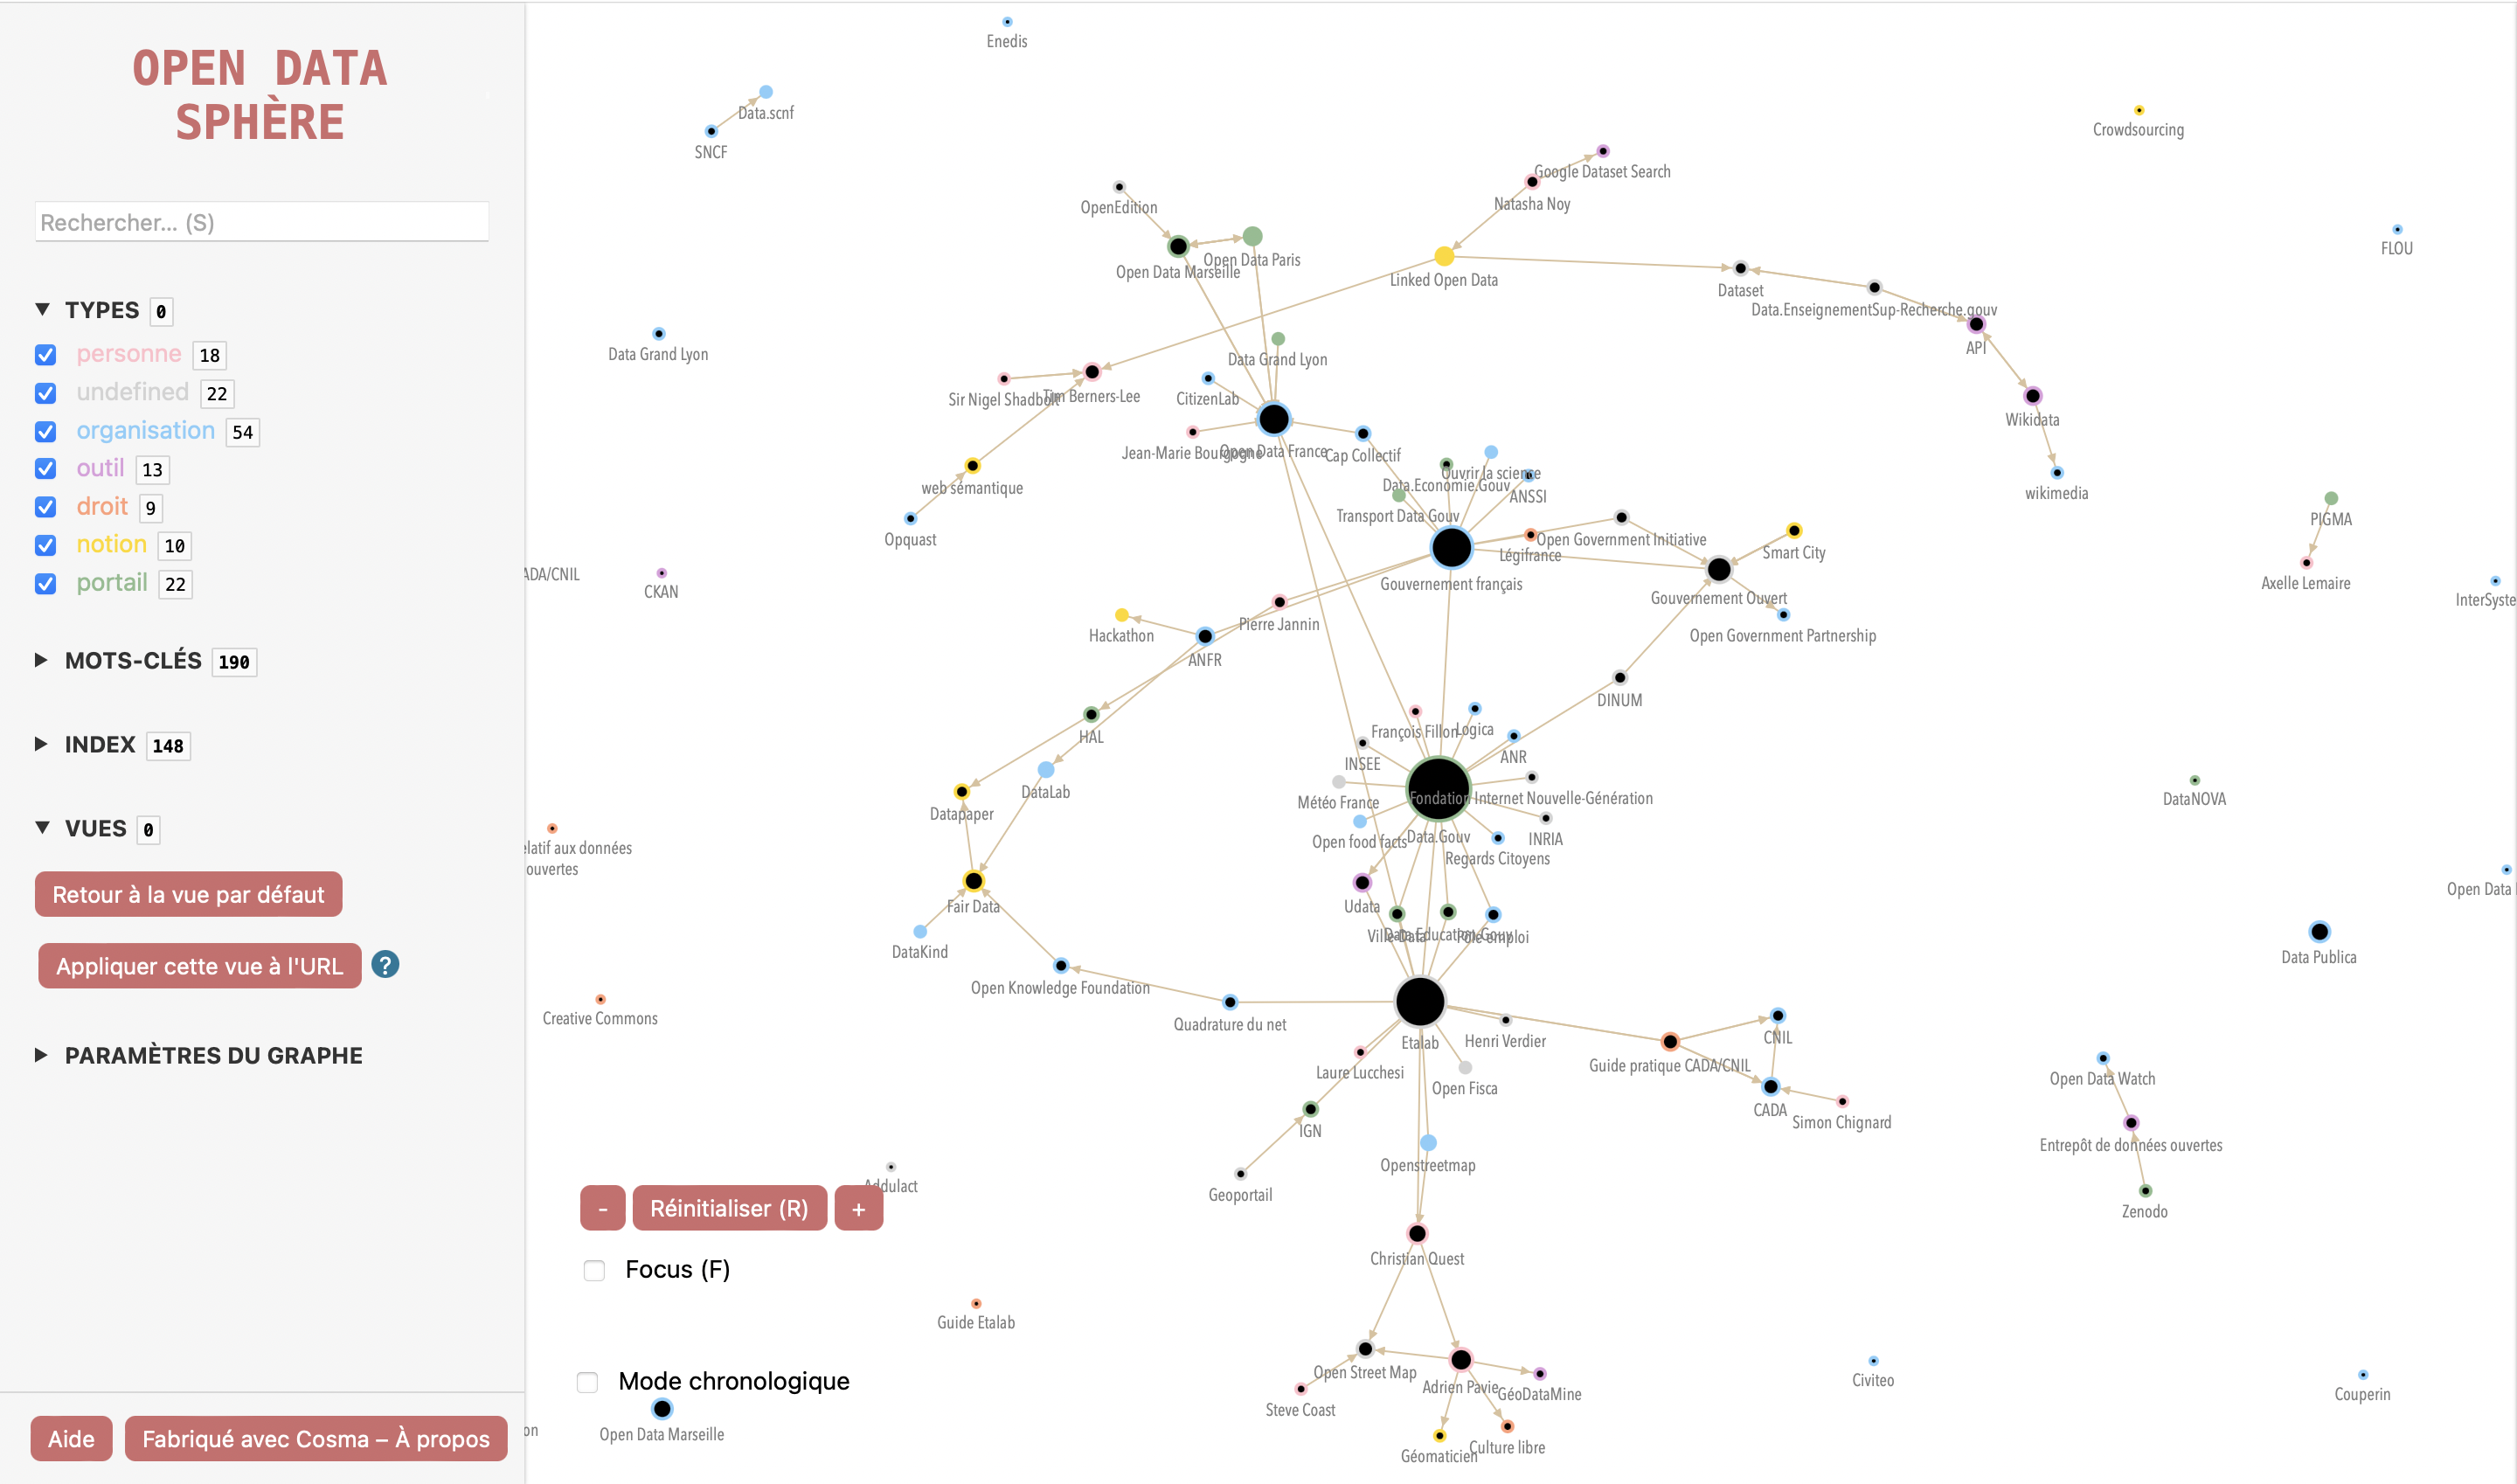 OPEN DATA
SPHÈRE
Rechercher... (S)
TYPES 0
personne 18
undefined 22
organisation 54
outil 13
droit 9
notion 10
portail 22
MOTS-CLÉS 190
INDEX 148
VUES 0
Retour à la vue par défaut
Appliquer cette vue à l'URL ?
PARAMÈTRES DU GRAPHE
Aide
Fabriqué avec Cosma – À propos
Enedis
Data.scnf
SNCF
Crowdsourcing
Google Dataset Search
Natasha Noy
OpenEdition
FLOU
Open Data Paris
Open Data Marseille
Linked Open Data
Dataset
Data.EnseignementSup-Recherche.gouv
API
Data Grand Lyon
Data Grand Lyon
Sir Nigel Shadbolt
Tim Berners-Lee
CitizenLab
Wikidata
Jean-Marie Bourgogne
Open Data France
Cap Collectif
Ouvrir la science
Data.Economie.Gouv
ANSSI
web sémantique
wikimedia
Transport Data Gouv
PIGMA
Opquast
Open Government Initiative
Légifrance
Smart City
ADA/CNIL
CKAN
Gouvernement français
Axelle Lemaire
Gouvernement Ouvert
InterSyste
Pierre Jannin
Hackathon
Open Government Partnership
ANFR
DINUM
François Fillon
Logica
HAL
ANR
INSEE
DataLab
Météo France
Fondation Internet Nouvelle-Génération
DataNOVA
Datapaper
Open food facts
Data.Gouv
INRIA
elatif aux données
ouvertes
Regards Citoyens
Open Data
Fair Data
Udata
Ville-Data
Data.Education.Gouv
Pôle emploi
DataKind
Data Publica
Open Knowledge Foundation
Creative Commons
Quadrature du net
Etalab
Henri Verdier
CNIL
Guide pratique CADA/CNIL
Laure Lucchesi
Open Data Watch
Open Fisca
CADA
Simon Chignard
IGN
Entrepôt de données ouvertes
Openstreetmap
Addulact
Geoportail
Zenodo
- Réinitialiser (R) +
Christian Quest
Focus (F)
Guide Etalab
Open Street Map
Adrien Pavie
GéoDataMine
Civiteo
Mode chronologique
Couperin
Steve Coast
on
Open Data Marseille
Culture libre
Géomaticien